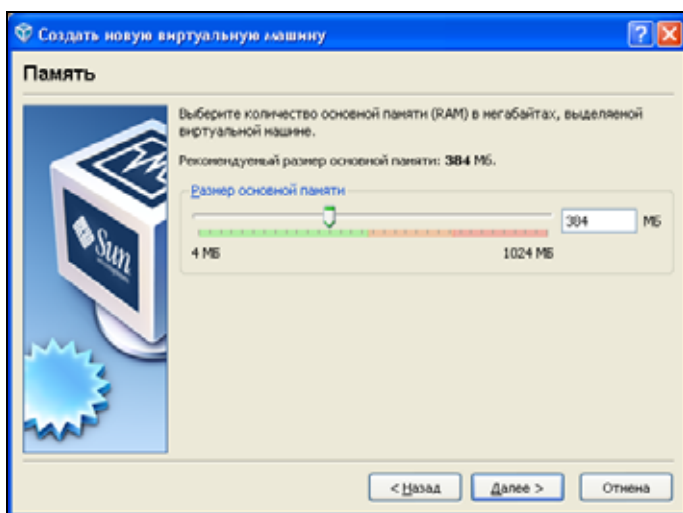 Создать новую виртуальную машину
Память
Выберите количество основной памяти (RAM) в мегабайтах, выделяемой
виртуальной машине.
Рекомендуемый размер основной памяти: 384 МБ.
Размер основной памяти
384 МБ
4 МБ 1024 МБ
Sun
< Назад Далее > Отмена